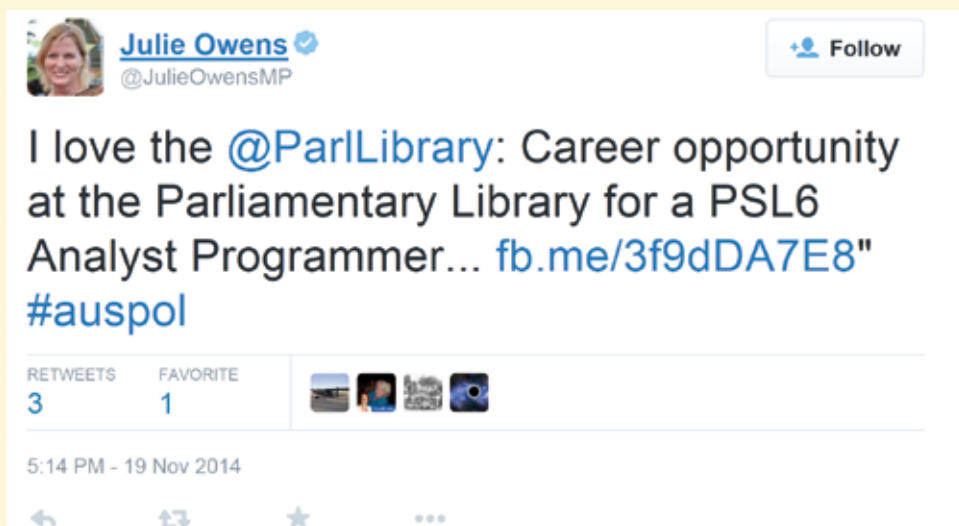 Julie Owens
@JulieOwensMP
Follow
I love the @ParlLibrary: Career opportunity
at the Parliamentary Library for a PSL6
Analyst Programmer... fb.me/3f9dDA7E8"
#auspol
RETWEETS FAVORITE
3 1
5:14 PM - 19 Nov 2014